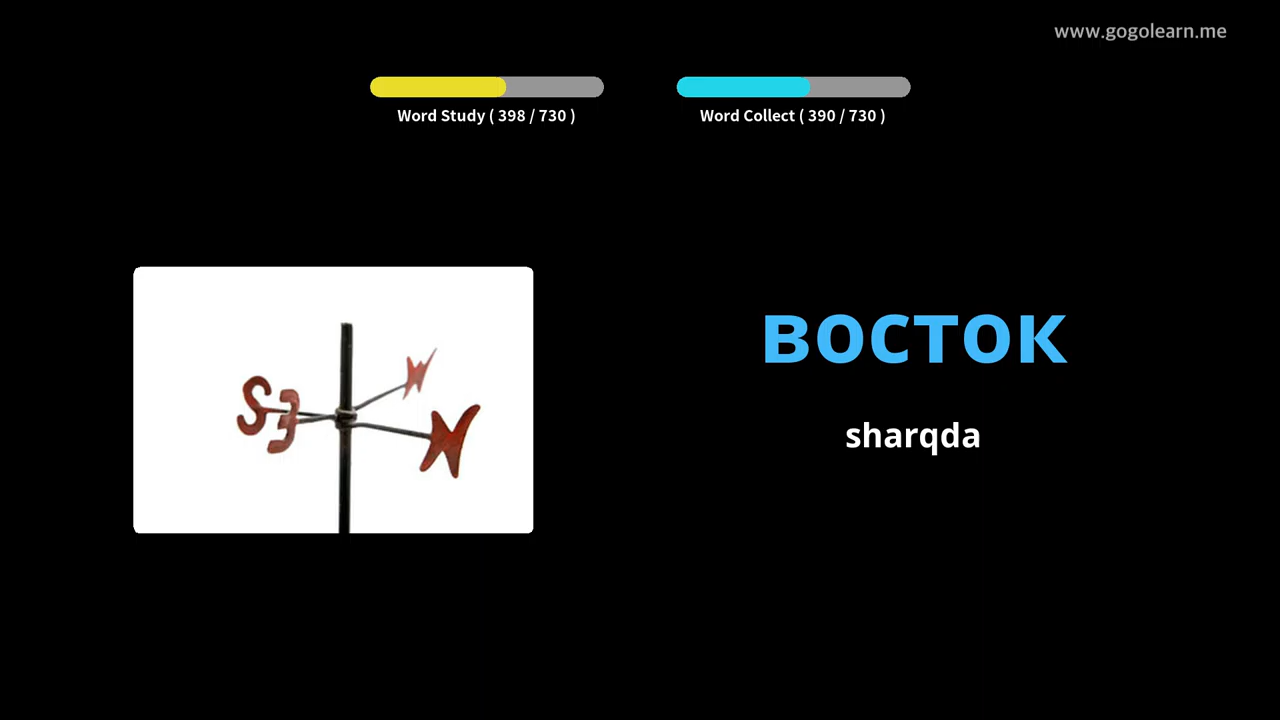 www.gogolearn.me
Word Study ( 398 / 730 )
Word Collect ( 390 / 730 )
S E N W
восток
sharqda